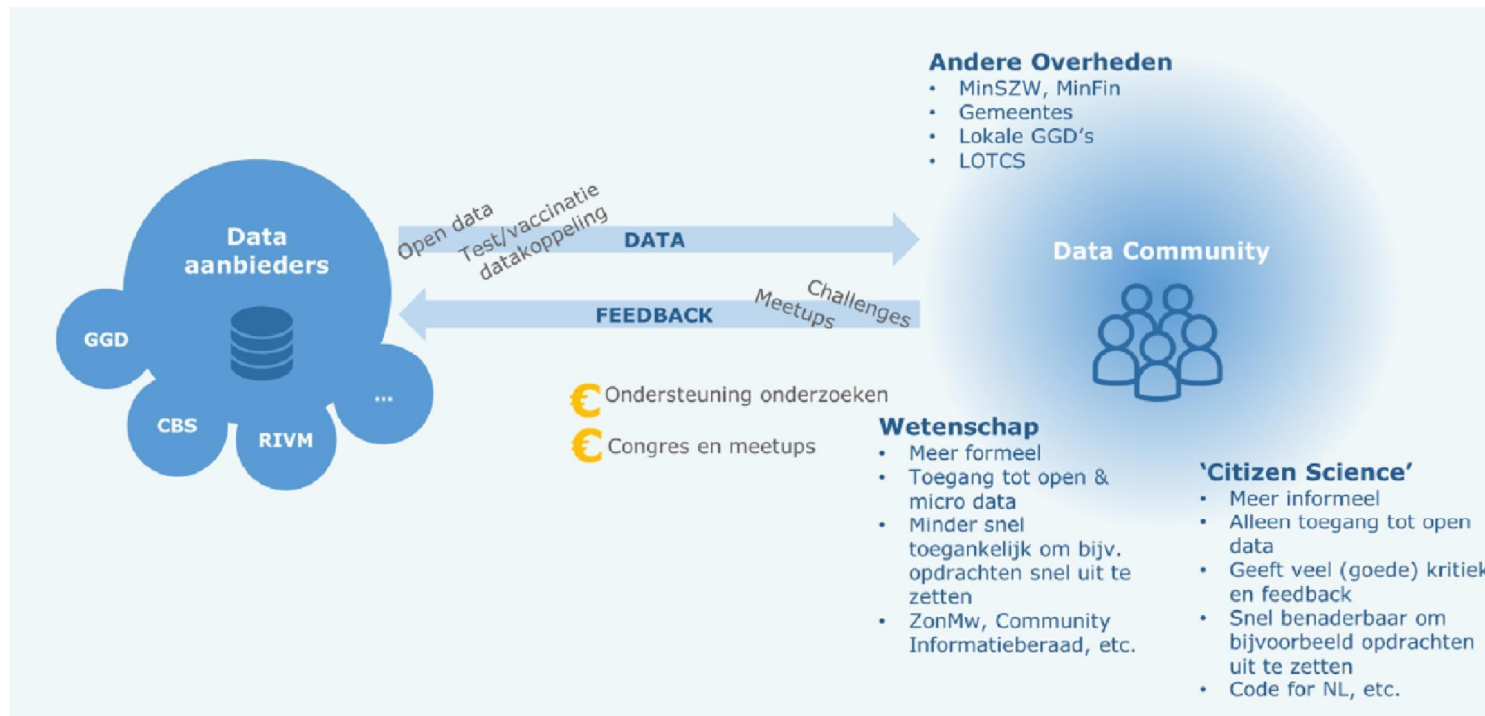 Andere Overheden
• MinSZW, MinFin
• Gemeentes
• Lokale GGD's
• LOTCS
Data
aanbieders
GGD
CBS
RIVM
...
Open data
Test/vaccinatie
datakoppeling
DATA
FEEDBACK
Meetups
Challenges
Data Community
€ Ondersteuning onderzoeken
€ Congres en meetups
Wetenschap
• Meer formeel
• Toegang tot open &
micro data
• Minder snel
toegankelijk om bijv.
opdrachten snel uit te
zetten
• ZonMw, Community
Informatieberaad, etc.
'Citizen Science'
• Meer informeel
• Alleen toegang tot open
data
• Geeft veel (goede) kritiek
en feedback
• Snel benaderbaar om
bijvoorbeeld opdrachten
uit te zetten
• Code for NL, etc.